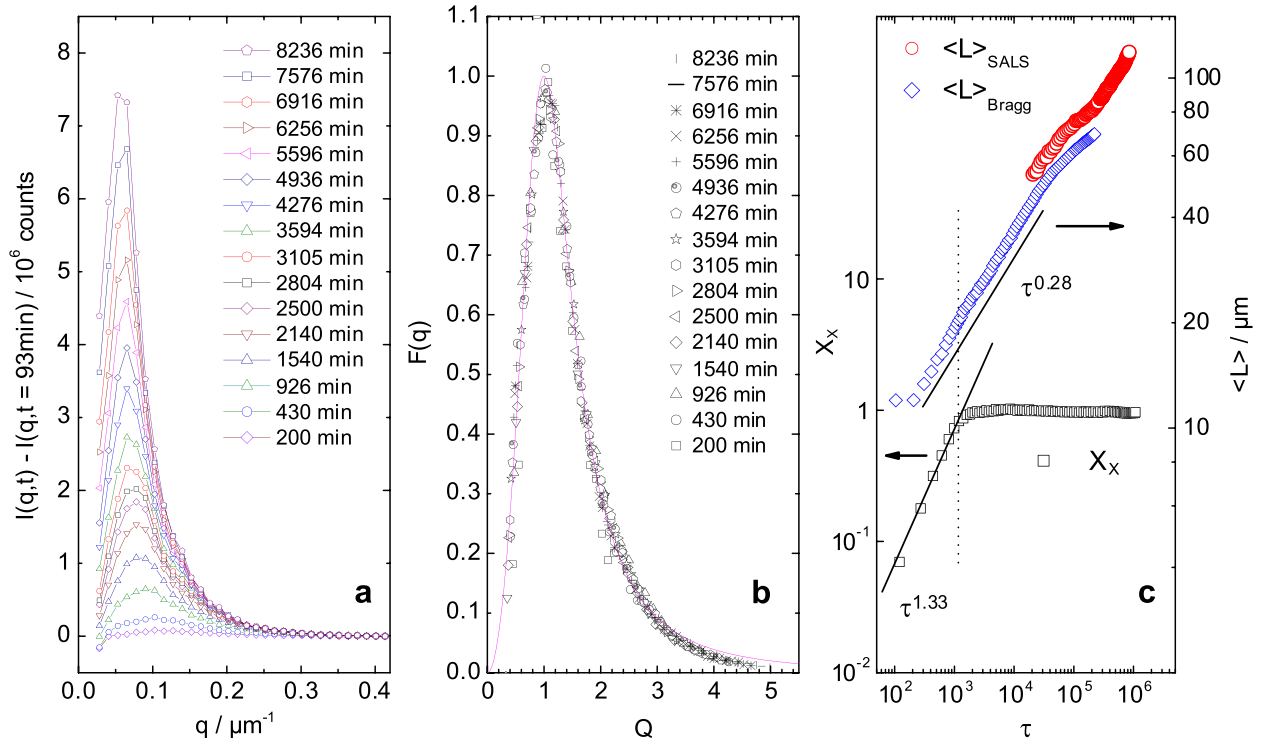 8
7
6
5
4
3
2
1
0
I(q,t) - I(q,t = 93min) / 10⁶ counts
0.0
0.1
0.2
0.3
0.4
q / µm⁻¹
8236 min
7576 min
6916 min
6256 min
5596 min
4936 min
4276 min
3594 min
3105 min
2804 min
2500 min
2140 min
1540 min
926 min
430 min
200 min
a
1.1
1.0
0.9
0.8
0.7
0.6
0.5
0.4
0.3
0.2
0.1
0.0
F(q)
0
1
2
3
4
5
Q
8236 min
7576 min
6916 min
6256 min
5596 min
4936 min
4276 min
3594 min
3105 min
2804 min
2500 min
2140 min
1540 min
926 min
430 min
200 min
b
10
1
10⁻¹
10⁻²
Xₓ
<L>SALS
<L>Bragg
τ⁰·²⁸
Xₓ
τ¹·³³
c
10² 10³ 10⁴ 10⁵ 10⁶
τ
100
80
60
40
20
10
<L> / µm